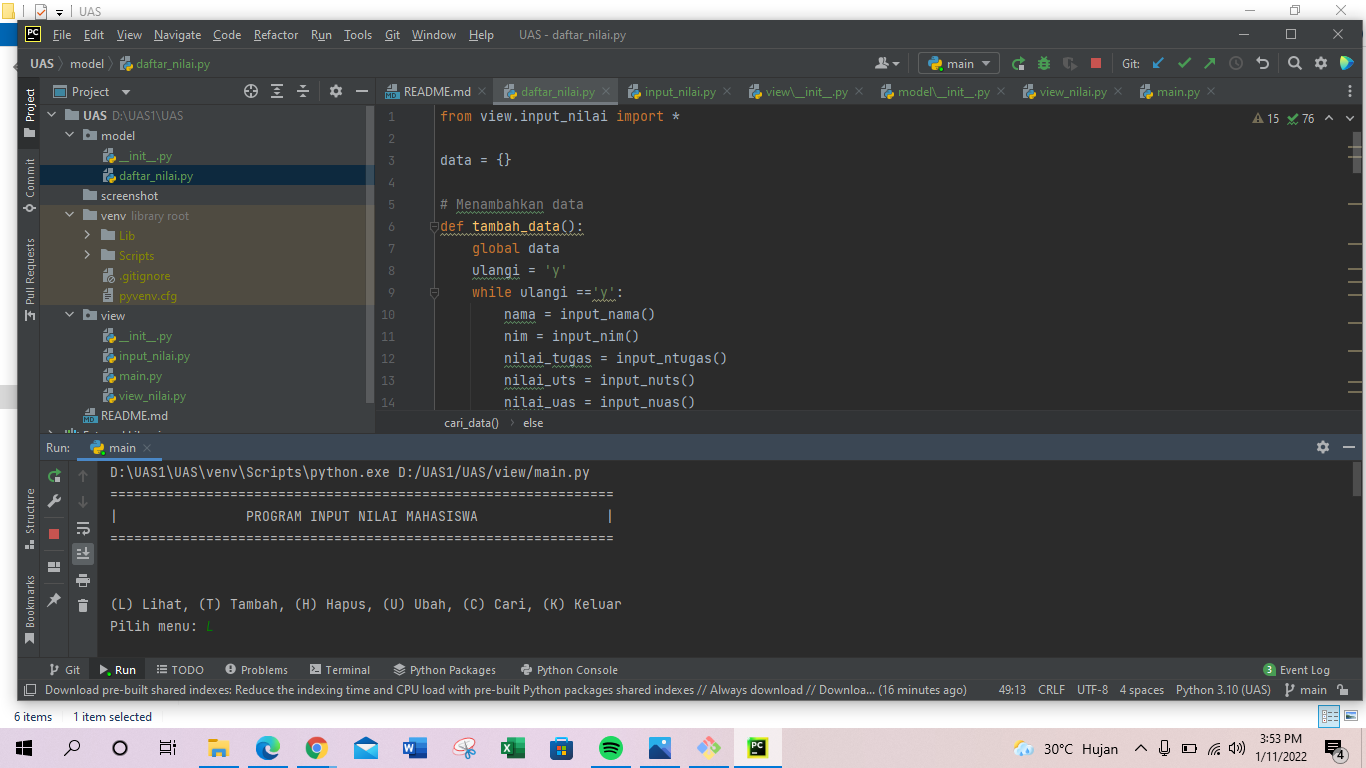 UAS
File Edit View Navigate Code Refactor Run Tools Git Window Help UAS - daftar_nilai.py
UAS model daftar_nilai.py
main Git:
Project
README.md daftar_nilai.py input_nilai.py view\__init__.py model\__init__.py view_nilai.py main.py
UAS D:\UAS1\UAS
model
__init__.py
daftar_nilai.py
screenshot
venv library root
Lib
Scripts
.gitignore
pyvenv.cfg
view
__init__.py
input_nilai.py
main.py
view_nilai.py
README.md
Project
Commit
Pull Requests
Structure
Bookmarks
15 76
1 from view.input_nilai import *
2
3 data = {}
4
5 # Menambahkan data
6 def tambah_data():
7 global data
8 ulangi = 'y'
9 while ulangi =='y':
10 nama = input_nama()
11 nim = input_nim()
12 nilai_tugas = input_ntugas()
13 nilai_uts = input_nuts()
14 nilai_uas = input_nuas()
cari_data() else
Run: main
D:\UAS1\UAS\venv\Scripts\python.exe D:/UAS1/UAS/view/main.py
===============================================================
| PROGRAM INPUT NILAI MAHASISWA |
===============================================================
(L) Lihat, (T) Tambah, (H) Hapus, (U) Ubah, (C) Cari, (K) Keluar
Pilih menu: L
Git Run TODO Problems Terminal Python Packages Python Console 3 Event Log
Download pre-built shared indexes: Reduce the indexing time and CPU load with pre-built Python packages shared indexes // Always download // Downloa... (16 minutes ago) 49:13 CRLF UTF-8 4 spaces Python 3.10 (UAS) main
6 items 1 item selected
30°C Hujan 3:53 PM
1/11/2022 4